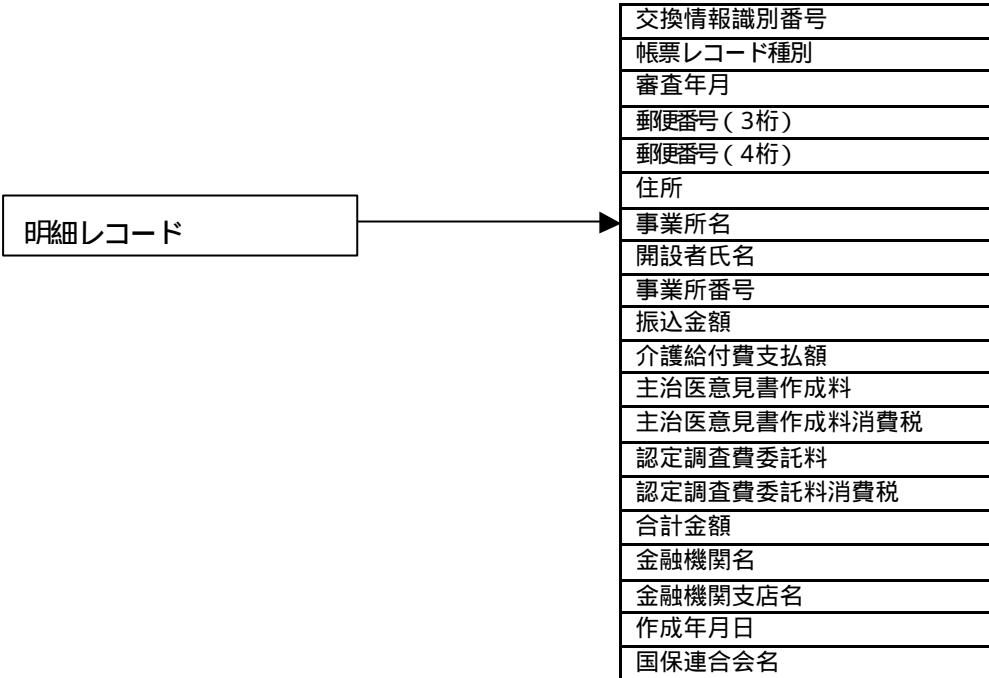 明細レコード
交換情報識別番号
帳票レコード種別
審査年月
郵便番号(3桁)
郵便番号(4桁)
住所
事業所名
開設者氏名
事業所番号
振込金額
介護給付費支払額
主治医意見書作成料
主治医意見書作成料消費税
認定調査費委託料
認定調査費委託料消費税
合計金額
金融機関名
金融機関支店名
作成年月日
国保連合会名